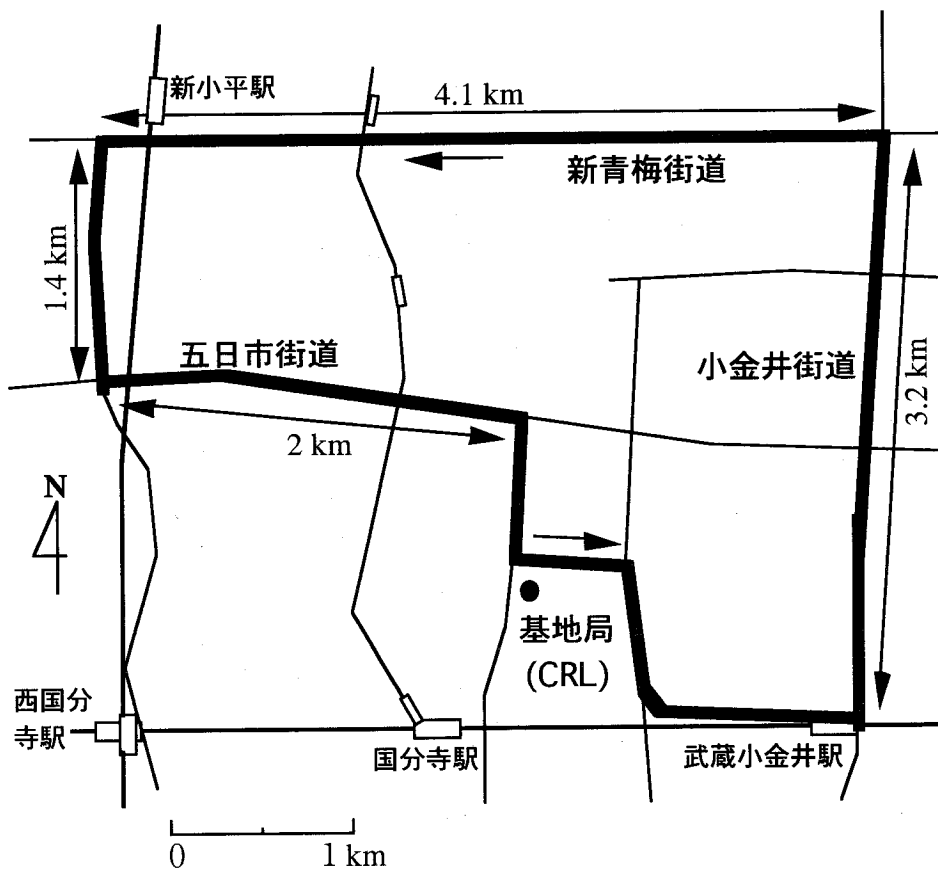 新小平駅
4.1 km
新青梅街道
1.4 km
五日市街道
小金井街道
3.2 km
2 km
N
基地局
(CRL)
西国分
寺駅
国分寺駅
武蔵小金井駅
0
1 km